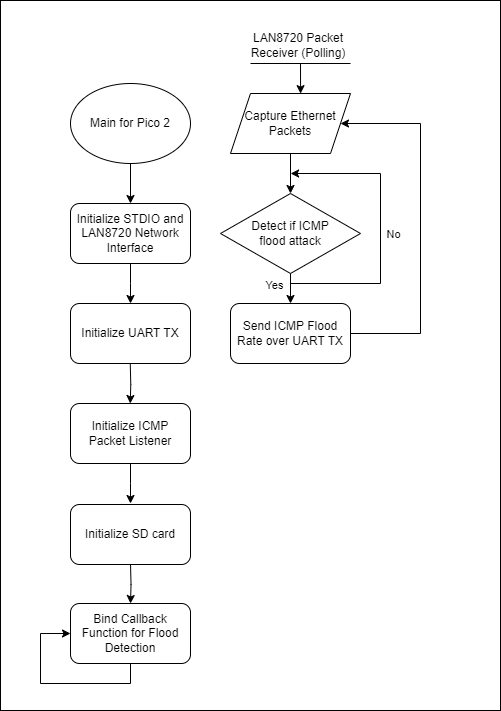 LAN8720 Packet
Receiver (Polling)
Main for Pico 2
Capture Ethernet
Packets
Initialize STDIO and
LAN8720 Network
Interface
Detect if ICMP
flood attack
No
Yes
Initialize UART TX
Send ICMP Flood
Rate over UART TX
Initialize ICMP
Packet Listener
Initialize SD card
Bind Callback
Function for Flood
Detection